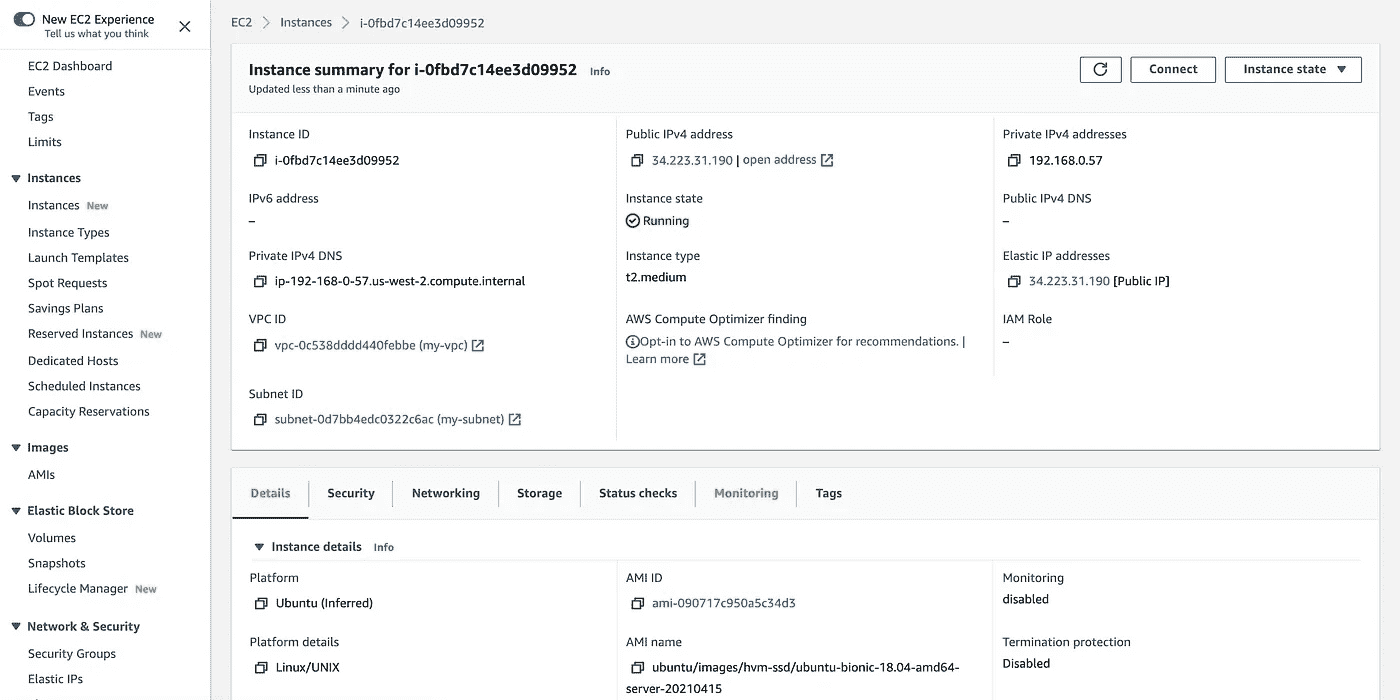 New EC2 Experience
Tell us what you think
EC2 Dashboard
Events
Tags
Limits
Instances
Instances New
Instance Types
Launch Templates
Spot Requests
Savings Plans
Reserved Instances New
Dedicated Hosts
Scheduled Instances
Capacity Reservations
Images
AMIs
Elastic Block Store
Volumes
Snapshots
Lifecycle Manager New
Network & Security
Security Groups
Elastic IPs
EC2 > Instances > i-0fbd7c14ee3d09952
Instance summary for i-0fbd7c14ee3d09952 Info
Updated less than a minute ago
Connect
Instance state
Instance ID
i-0fbd7c14ee3d09952
Public IPv4 address
34.223.31.190 | open address
Private IPv4 addresses
192.168.0.57
IPv6 address
–
Instance state
Running
Public IPv4 DNS
–
Private IPv4 DNS
ip-192-168-0-57.us-west-2.compute.internal
Instance type
t2.medium
Elastic IP addresses
34.223.31.190 [Public IP]
VPC ID
vpc-0c538dddd440febbe (my-vpc)
AWS Compute Optimizer finding
Opt-in to AWS Compute Optimizer for recommendations. |
Learn more
IAM Role
–
Subnet ID
subnet-0d7bb4edc0322c6ac (my-subnet)
Details
Security
Networking
Storage
Status checks
Monitoring
Tags
Instance details Info
Platform
Ubuntu (Inferred)
AMI ID
ami-090717c950a5c34d3
Monitoring
disabled
Platform details
Linux/UNIX
AMI name
ubuntu/images/hvm-ssd/ubuntu-bionic-18.04-amd64-
server-20210415
Termination protection
Disabled